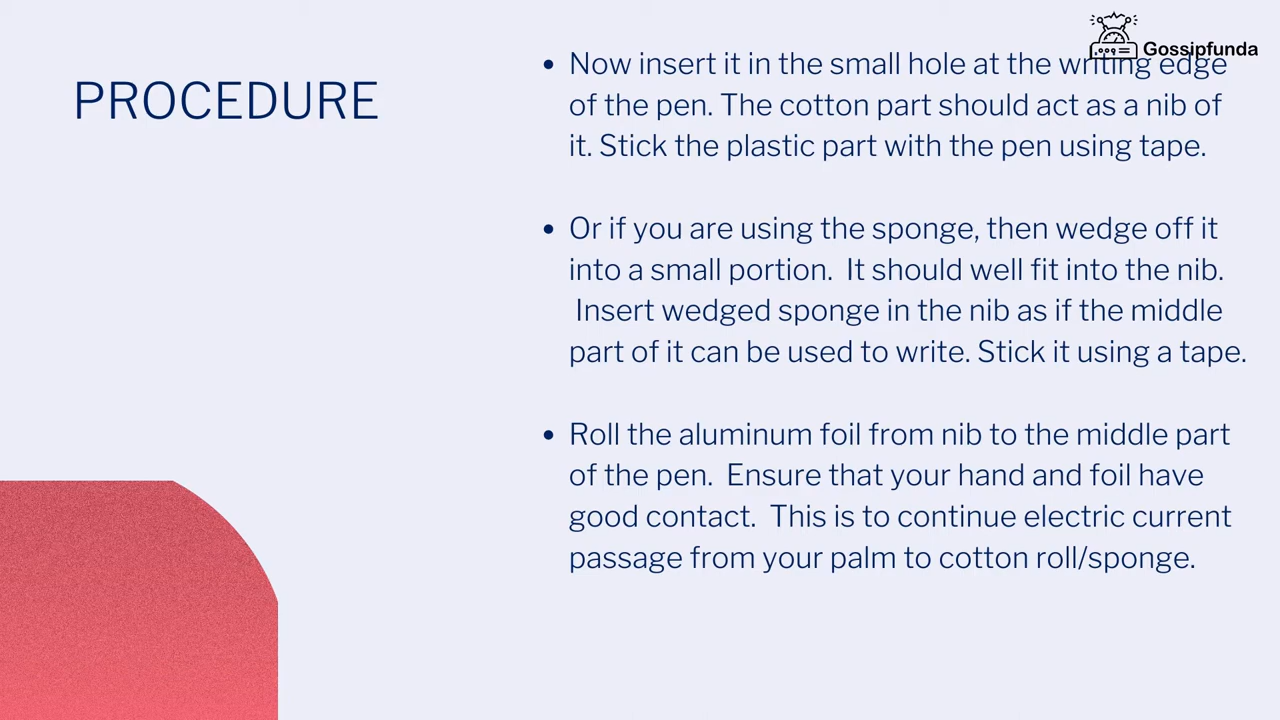 Gossipfunda
PROCEDURE
• Now insert it in the small hole at the writing edge
of the pen. The cotton part should act as a nib of
it. Stick the plastic part with the pen using tape.
• Or if you are using the sponge, then wedge off it
into a small portion. It should well fit into the nib.
Insert wedged sponge in the nib as if the middle
part of it can be used to write. Stick it using a tape.
• Roll the aluminum foil from nib to the middle part
of the pen. Ensure that your hand and foil have
good contact. This is to continue electric current
passage from your palm to cotton roll/sponge.